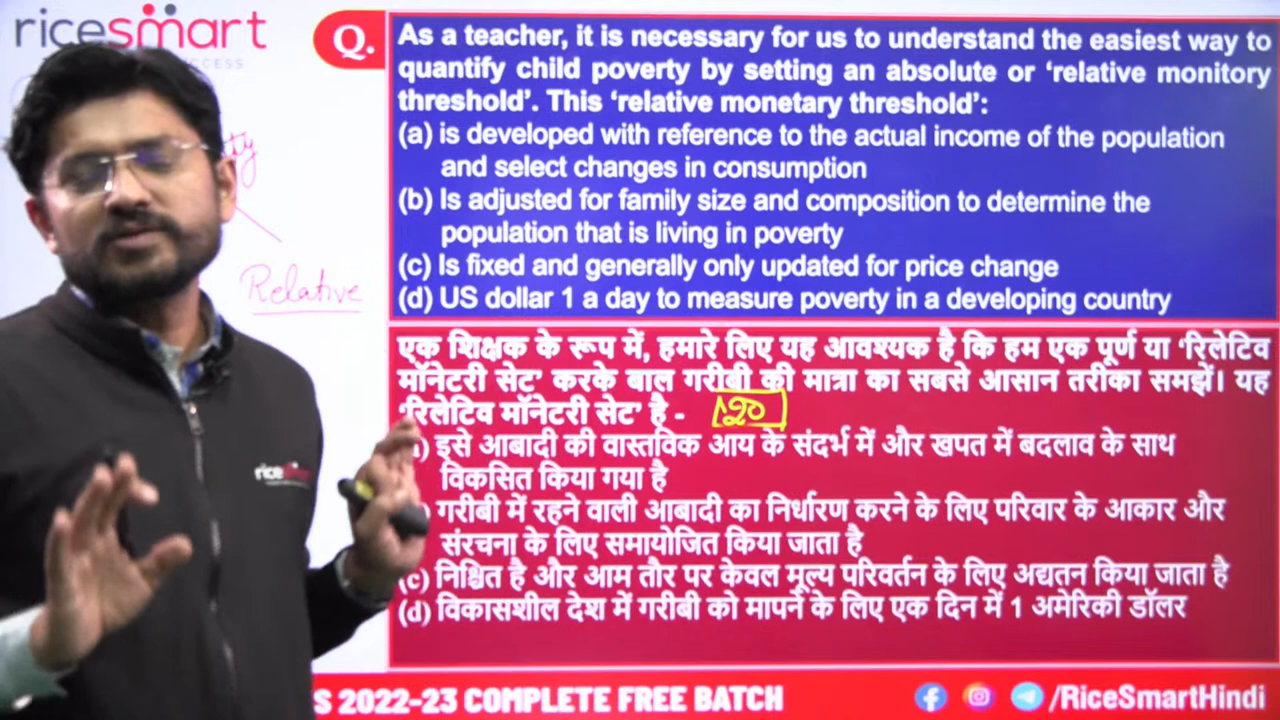 ricesmart
Q.
As a teacher, it is necessary for us to understand the easiest way to
quantify child poverty by setting an absolute or ‘relative monitory
threshold’. This ‘relative monetary threshold’:
(a) is developed with reference to the actual income of the population
and select changes in consumption
(b) Is adjusted for family size and composition to determine the
population that is living in poverty
(c) Is fixed and generally only updated for price change
(d) US dollar 1 a day to measure poverty in a developing country
Relative
एक शिक्षक के रूप में, हमारे लिए यह आवश्यक है कि हम एक पूर्ण या ‘रिलेटिव
मॉनेटरी सेट’ करके बाल गरीबी की मात्रा का सबसे आसान तरीका समझें। यह
‘रिलेटिव मॉनेटरी सेट’ है -
इसे आबादी की वास्तविक आय के संदर्भ में और खपत में बदलाव के साथ
विकसित किया गया है
गरीबी में रहने वाली आबादी का निर्धारण करने के लिए परिवार के आकार और
संरचना के लिए समायोजित किया जाता है
(c) निश्चित है और आम तौर पर केवल मूल्य परिवर्तन के लिए अद्यतन किया जाता है
(d) विकासशील देश में गरीबी को मापने के लिए एक दिन में 1 अमेरिकी डॉलर
S 2022-23 COMPLETE FREE BATCH
/RiceSmartHindi